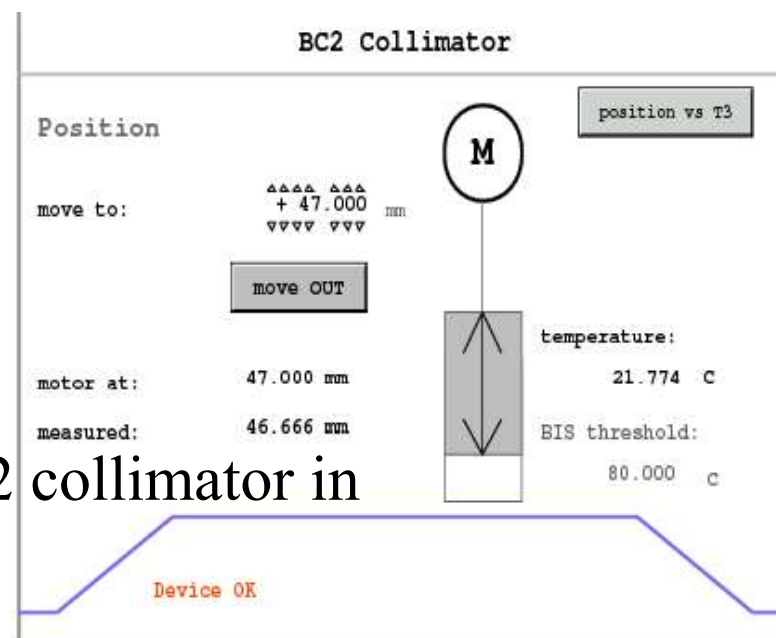 BC2 Collimator
position vs T3
Position
M
move to: + 47.000 mm
move OUT
temperature:
motor at: 47.000 mm 21.774 C
measured: 46.666 mm BIS threshold:
80.000 C
2 collimator in
Device OK